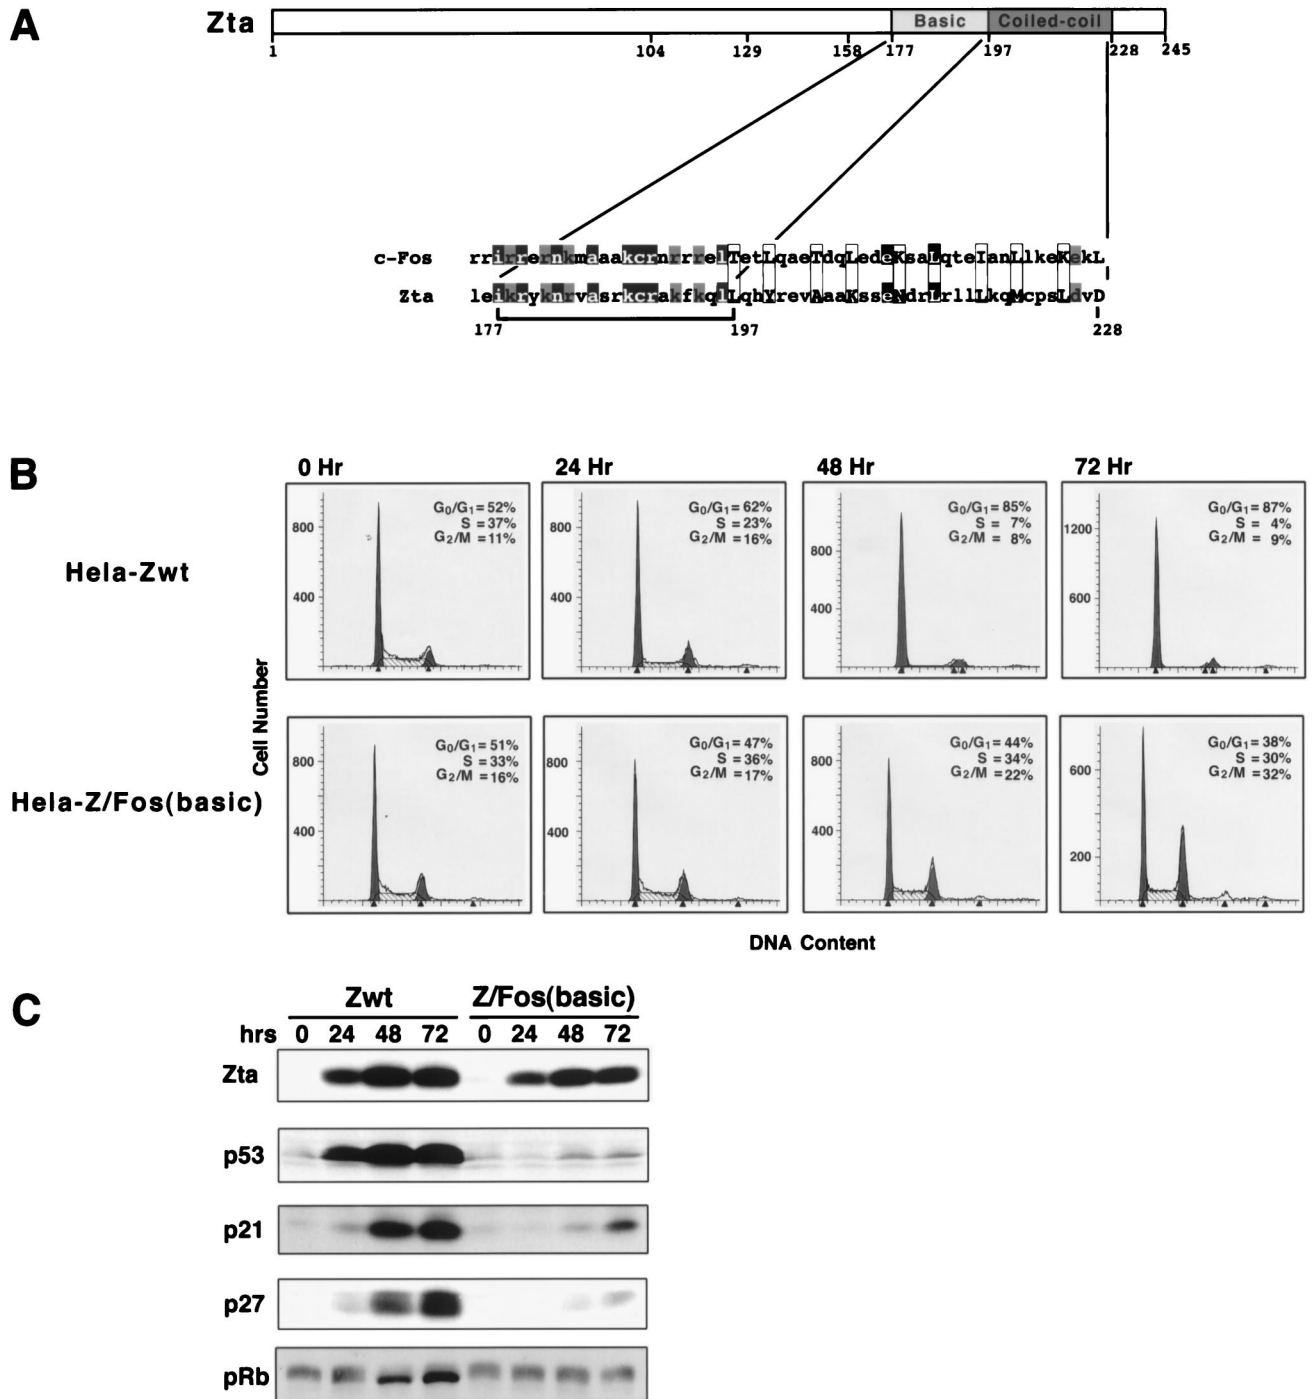 A
Zta
Basic
Coiled-coil
1
104
129
158
177
197
228
245
c-Fos
rrirrernkmaaakcrnrrrelTetLqaeTdqLedeKsaLqteIanLlkeKekL
Zta
leikryknrvasrkcrakfkqlLqhYrevAaaKsseNdrLrllLkqMcpsLdvD
177
197
228
B
0 Hr
24 Hr
48 Hr
72 Hr
Hela-Zwt
800
400
G0/G1 = 52%
S = 37%
G2/M = 11%
800
400
G0/G1 = 62%
S = 23%
G2/M = 16%
800
400
G0/G1 = 85%
S = 7%
G2/M = 8%
1200
600
G0/G1 = 87%
S = 4%
G2/M = 9%
Cell Number
Hela-Z/Fos(basic)
800
400
G0/G1 = 51%
S = 33%
G2/M = 16%
800
400
G0/G1 = 47%
S = 36%
G2/M = 17%
800
400
G0/G1 = 44%
S = 34%
G2/M = 22%
600
200
G0/G1 = 38%
S = 30%
G2/M = 32%
DNA Content
C
Zwt
Z/Fos(basic)
hrs 0 24 48 72 0 24 48 72
Zta
p53
p21
p27
pRb